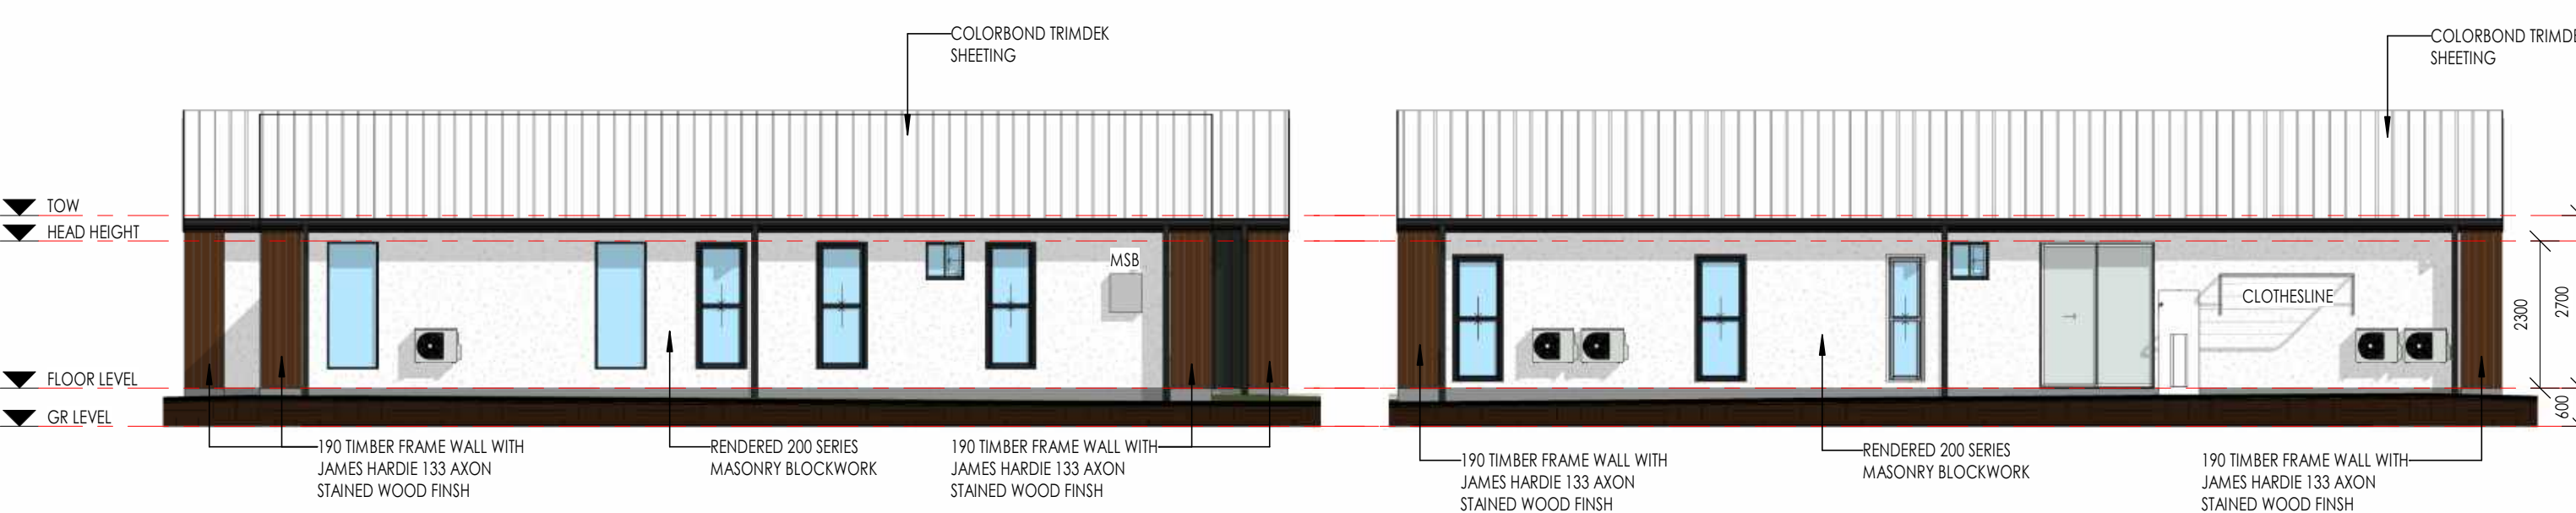 COLORBOND TRIMDEK
SHEETING
COLORBOND TRIMDE
SHEETING
TOW
HEAD HEIGHT
MSB
CLOTHESLINE
2300
2700
FLOOR LEVEL
GR LEVEL
600
190 TIMBER FRAME WALL WITH
JAMES HARDIE 133 AXON
STAINED WOOD FINSH
RENDERED 200 SERIES
MASONRY BLOCKWORK
190 TIMBER FRAME WALL WITH
JAMES HARDIE 133 AXON
STAINED WOOD FINSH
190 TIMBER FRAME WALL WITH
JAMES HARDIE 133 AXON
STAINED WOOD FINSH
RENDERED 200 SERIES
MASONRY BLOCKWORK
190 TIMBER FRAME WALL WITH
JAMES HARDIE 133 AXON
STAINED WOOD FINSH